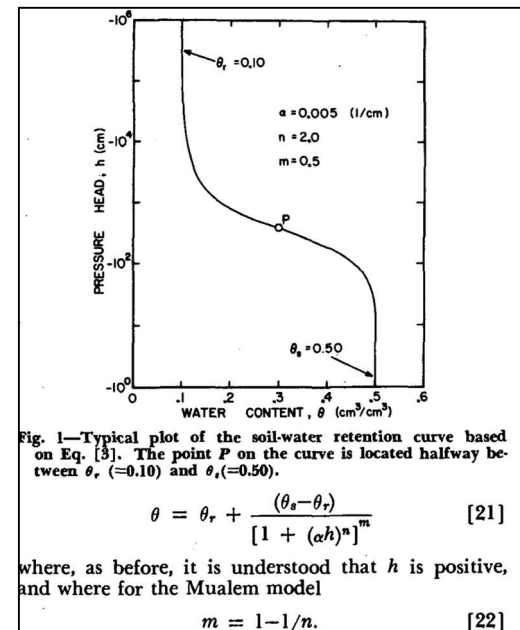 -10⁶
-10⁴
-10²
-10⁰
PRESSURE HEAD, h (cm)
θᵣ =0.10
α =0.005 (1/cm)
n =2.0
m=0.5
P
θₛ =0.50
0 .1 .2 .3 .4 .5 .6
WATER CONTENT, θ (cm³/cm³)
Fig. 1—Typical plot of the soil-water retention curve based
on Eq. [3]. The point P on the curve is located halfway be-
tween θᵣ (=0.10) and θₛ(=0.50).
θ = θᵣ + (θₛ−θᵣ) / [1 + (αh)ⁿ]ᵐ [21]
where, as before, it is understood that h is positive,
and where for the Mualem model
m = 1−1/n. [22]